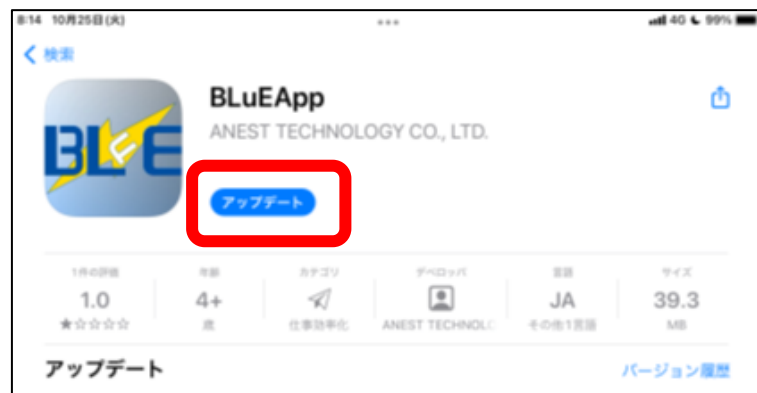 8:14 10月25日(火) 4G 99%
検索
BLuE
BLuEApp
ANEST TECHNOLOGY CO., LTD.
アップデート
1件の評価 年齢 カテゴリ デベロッパ 言語 サイズ
1.0 4+ JA 39.3
★☆☆☆☆ 歳 仕事効率化 ANEST TECHNOLO その他1言語 MB
アップデート バージョン履歴